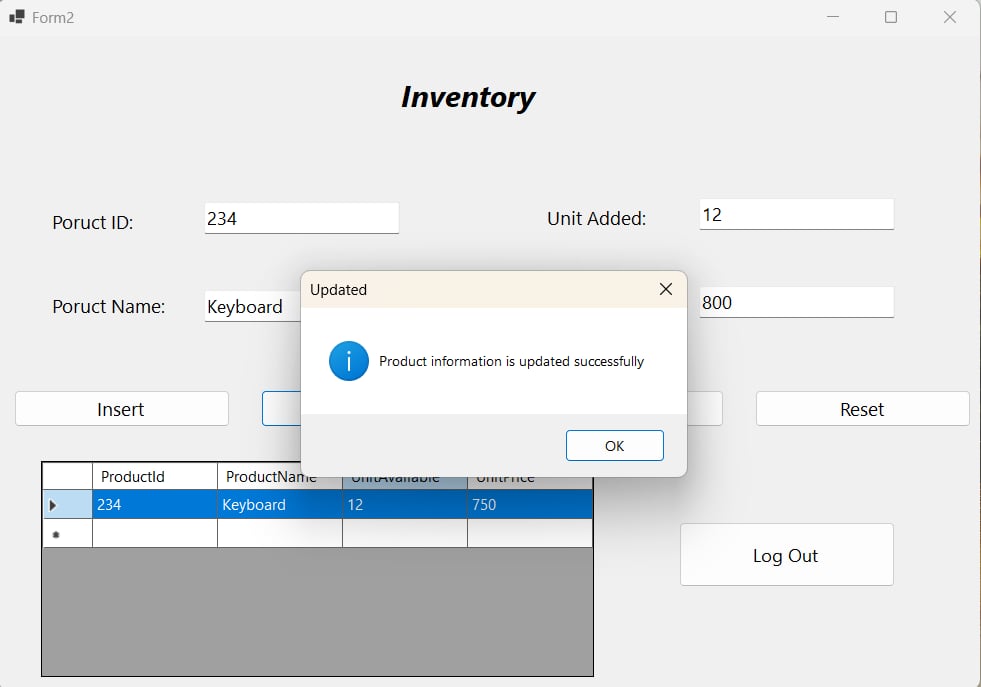 Form2
Inventory
Poruct ID:
234
Unit Added:
12
Poruct Name:
Keyboard
800
Updated
Product information is updated successfully
OK
Insert
Reset
ProductId
ProductName
UnitAvailable
UnitPrice
234
Keyboard
12
750
Log Out